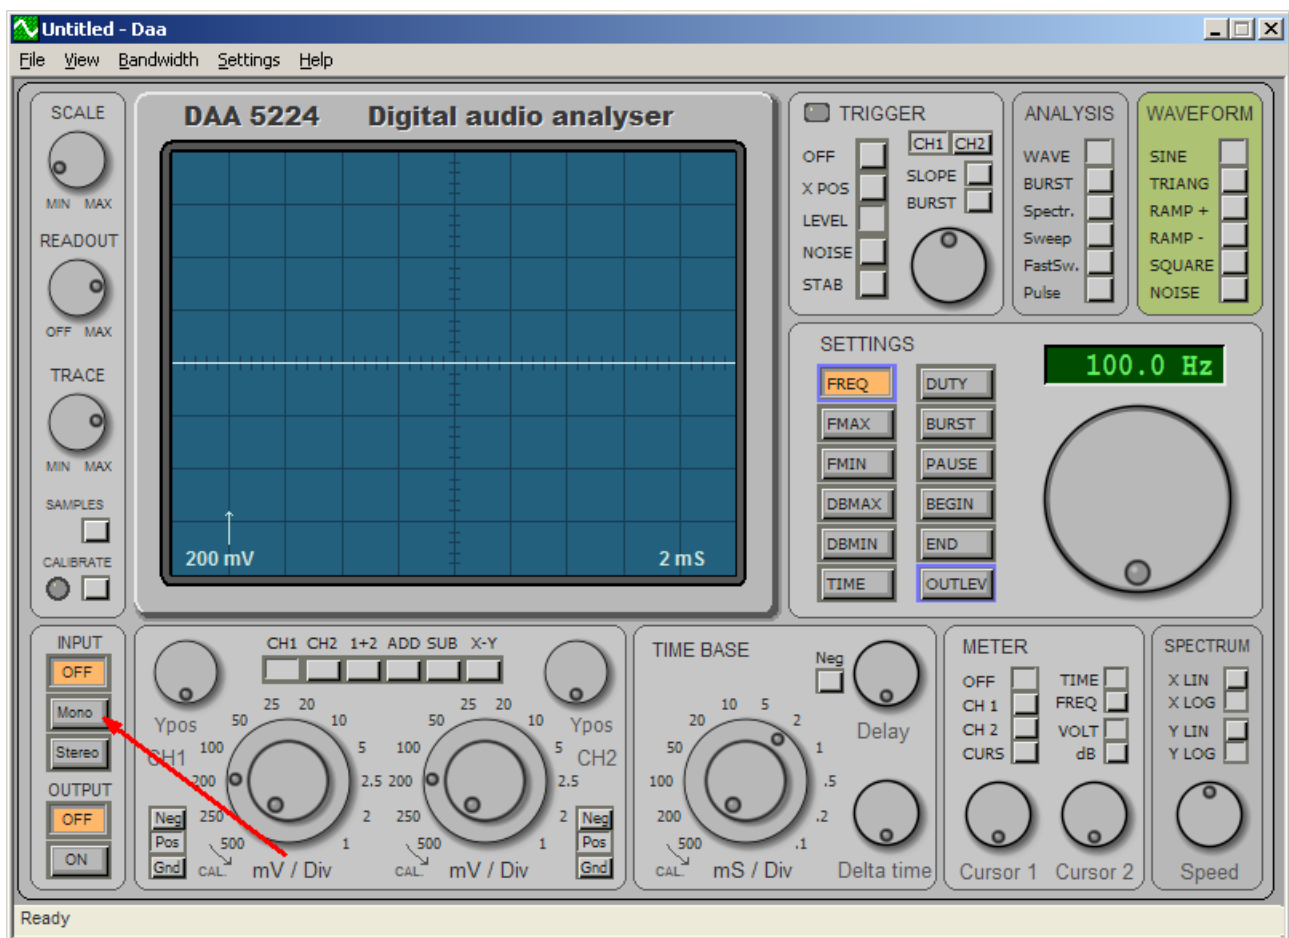 Untitled - Daa
File View Bandwidth Settings Help
SCALE
MIN MAX
READOUT
OFF MAX
TRACE
MIN MAX
SAMPLES
CALIBRATE
DAA 5224 Digital audio analyser
200 mV
2 mS
TRIGGER
CH1 CH2
OFF
X POS
LEVEL
NOISE
STAB
SLOPE
BURST
ANALYSIS
WAVE
BURST
Spectr.
Sweep
FastSw.
Pulse
WAVEFORM
SINE
TRIANG
RAMP +
RAMP -
SQUARE
NOISE
SETTINGS
FREQ DUTY
FMAX BURST
FMIN PAUSE
DBMAX BEGIN
DBMIN END
TIME OUTLEV
100.0 Hz
INPUT
OFF
Mono
Stereo
OUTPUT
OFF
ON
CH1 CH2 1+2 ADD SUB X-Y
Ypos
CH1
500 250 200 100 50 25 20 10 5 2.5 2 1
Neg
Pos
Gnd
CAL.
mV / Div
500 250 200 100 50 25 20 10 5 2.5 2 1
CAL.
mV / Div
Ypos
CH2
Neg
Pos
Gnd
TIME BASE
500 200 100 50 20 10 5 2 1 .5 .2 .1
CAL.
mS / Div
Neg
Delay
Delta time
METER
OFF
CH 1
CH 2
CURS
TIME
FREQ
VOLT
dB
Cursor 1 Cursor 2
SPECTRUM
X LIN
X LOG
Y LIN
Y LOG
Speed
Ready